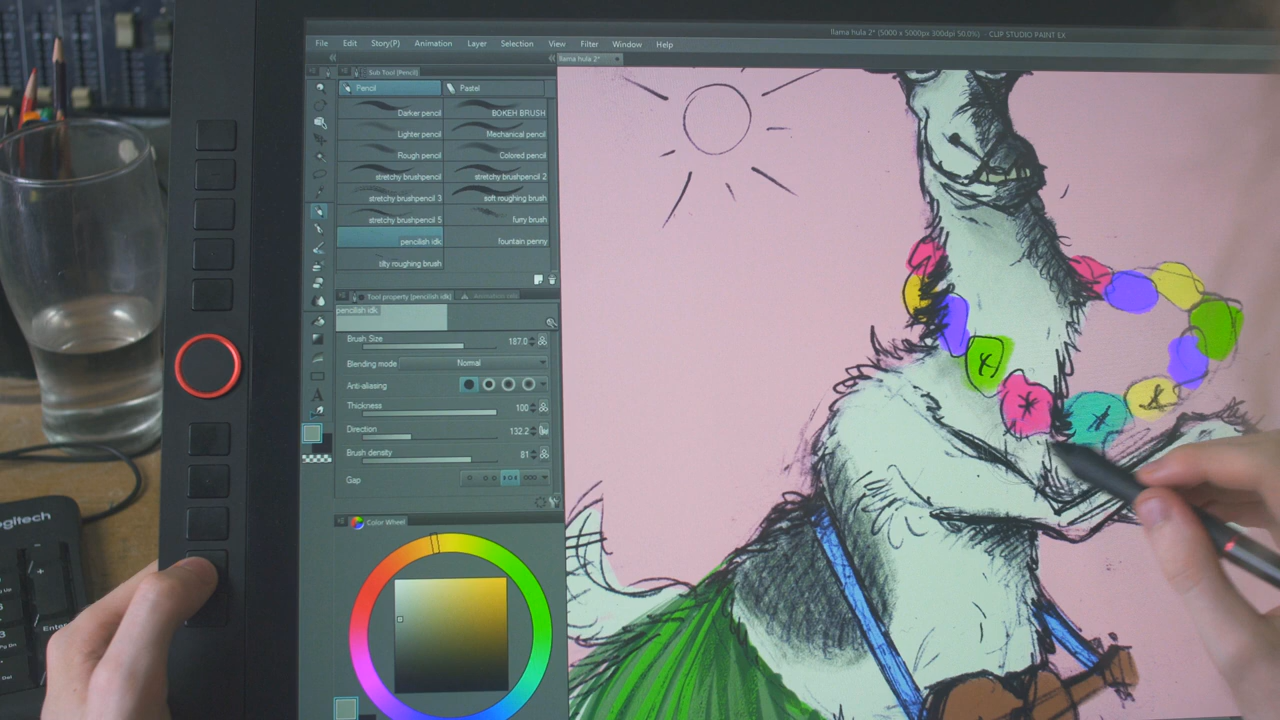 llama hula 2* (5000 x 5000px 300dpi 50.0%) - CLIP STUDIO PAINT EX
File Edit Story(P) Animation Layer Selection View Filter Window Help
llama hula 2*
Sub Tool [Pencil]
Pencil Pastel
Darker pencil BOKEH BRUSH
Lighter pencil Mechanical pencil
Rough pencil Colored pencil
stretchy brushpencil stretchy brushpencil 2
stretchy brushpencil 3 soft roughing brush
stretchy brushpencil 5 furry brush
pencilish idk fountain penny
tilty roughing brush
Tool property [pencilish idk]
pencilish idk
Brush Size 187.0
Blending mode Normal
Anti-aliasing
Thickness 100
Direction 132.2
Brush density 81
Gap
Color Wheel
A
ogitech
Enter
Del